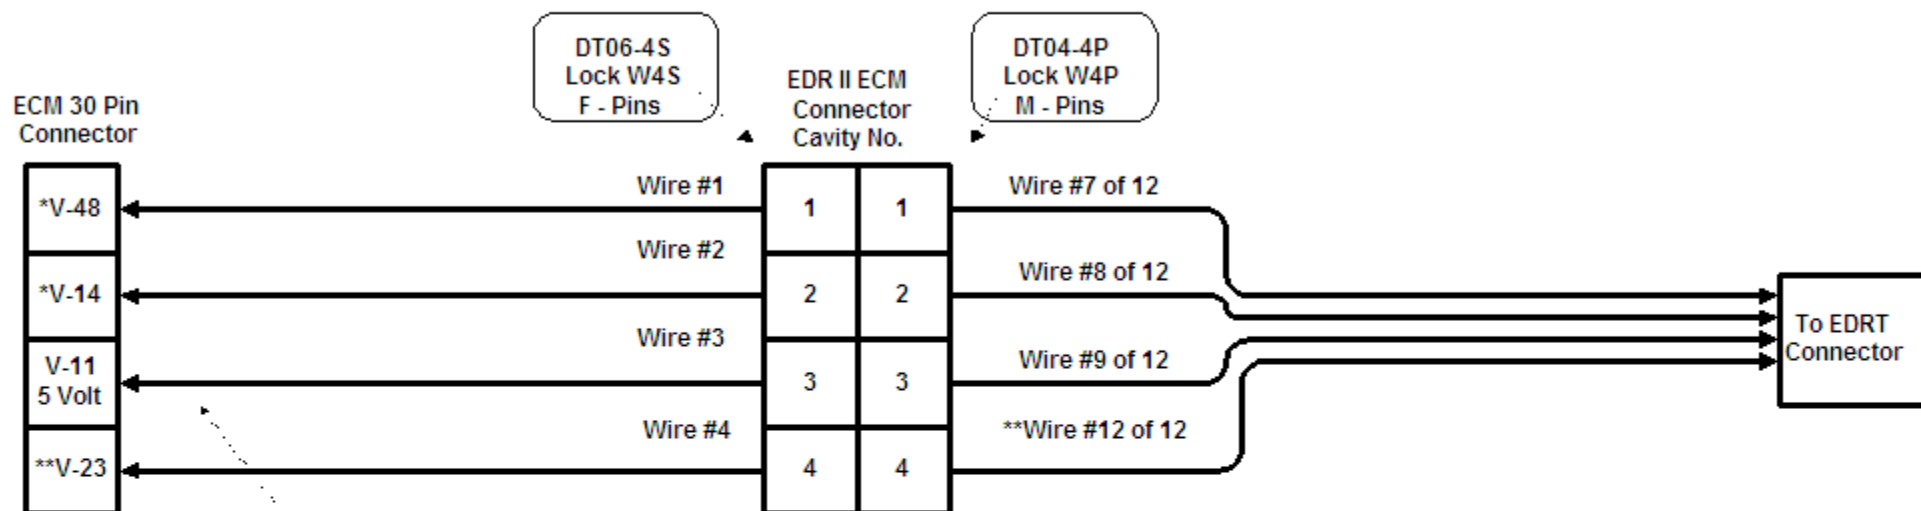 DT06-4S
Lock W4S
F - Pins
DT04-4P
Lock W4P
M - Pins
ECM 30 Pin
Connector
EDR II ECM
Connector
Cavity No.
*V-48
Wire #1
1
1
Wire #7 of 12
*V-14
Wire #2
2
2
Wire #8 of 12
V-11
5 Volt
Wire #3
3
3
Wire #9 of 12
**V-23
Wire #4
4
4
**Wire #12 of 12
To EDRT
Connector